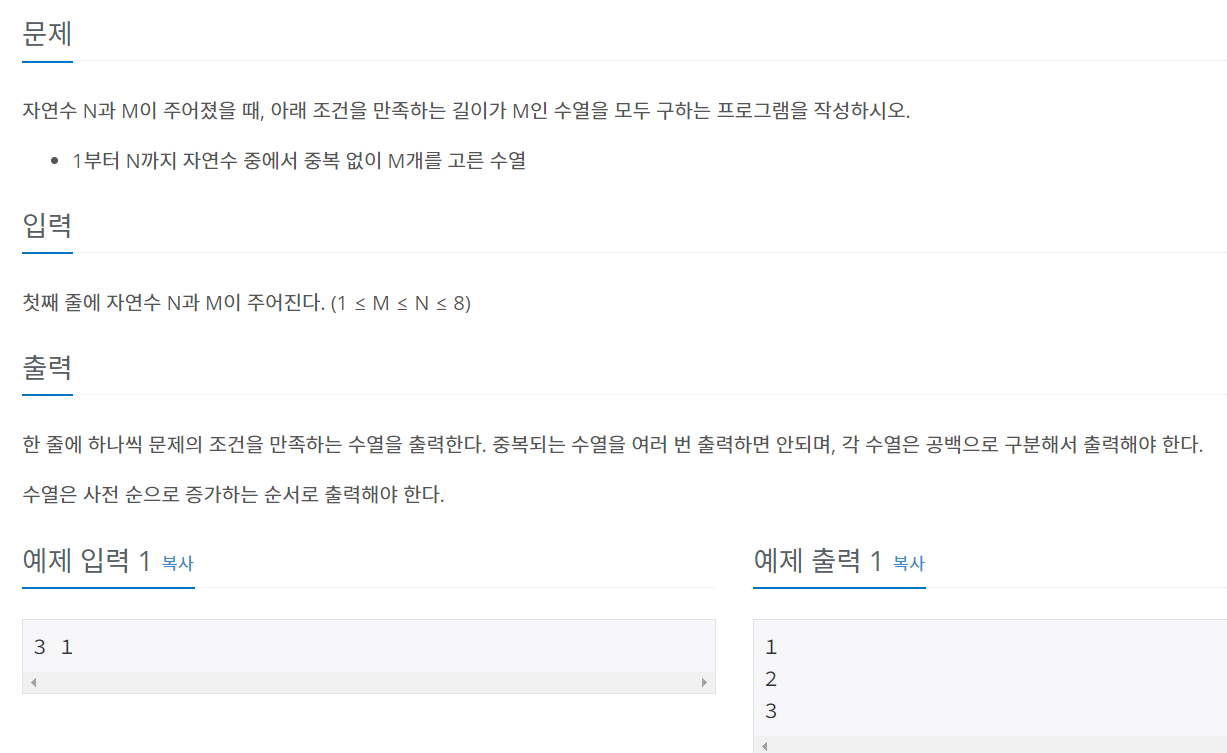 문제
자연수 N과 M이 주어졌을 때, 아래 조건을 만족하는 길이가 M인 수열을 모두 구하는 프로그램을 작성하시오.
• 1부터 N까지 자연수 중에서 중복 없이 M개를 고른 수열
입력
첫째 줄에 자연수 N과 M이 주어진다. (1 ≤ M ≤ N ≤ 8)
출력
한 줄에 하나씩 문제의 조건을 만족하는 수열을 출력한다. 중복되는 수열을 여러 번 출력하면 안되며, 각 수열은 공백으로 구분해서 출력해야 한다.
수열은 사전 순으로 증가하는 순서로 출력해야 한다.
예제 입력 1 복사
3 1
예제 출력 1 복사
1
2
3